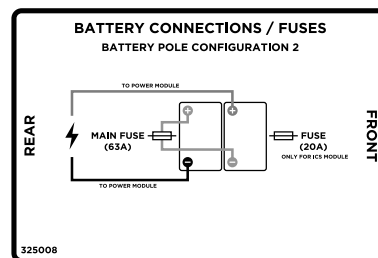 BATTERY CONNECTIONS / FUSES
BATTERY POLE CONFIGURATION 2
TO POWER MODULE
REAR
MAIN FUSE
(63A)
FUSE
(20A)
ONLY FOR ICS MODULE
FRONT
TO POWER MODULE
325008